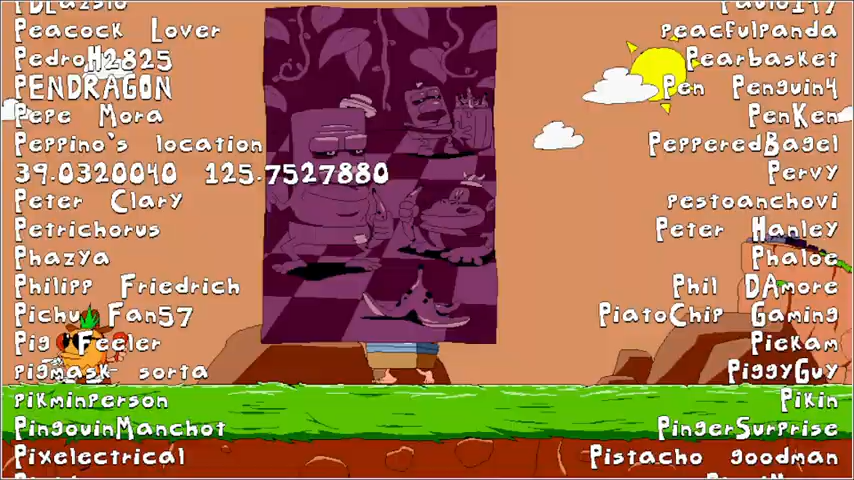 Peacock Lover
PedroH2825
PENDRAGON
Pepe Mora
Peppino's location
39.0320040 125.7527880
Peter Clary
Petrichorus
Phazya
Philipp Friedrich
Pichu Fan57
Pig Feeler
pigmask sorta
pikminperson
PingouinManchot
Pixelectrical
peacefulpanda
Pearbasket
Pen Penguin4
PenKen
PepperedBagel
Pervy
pestoanchovi
Peter Hanley
Phaloe
Phil DAmore
PiatoChip Gaming
Piekam
PiggyGuy
Pikin
PingerSurprise
Pistacho goodman